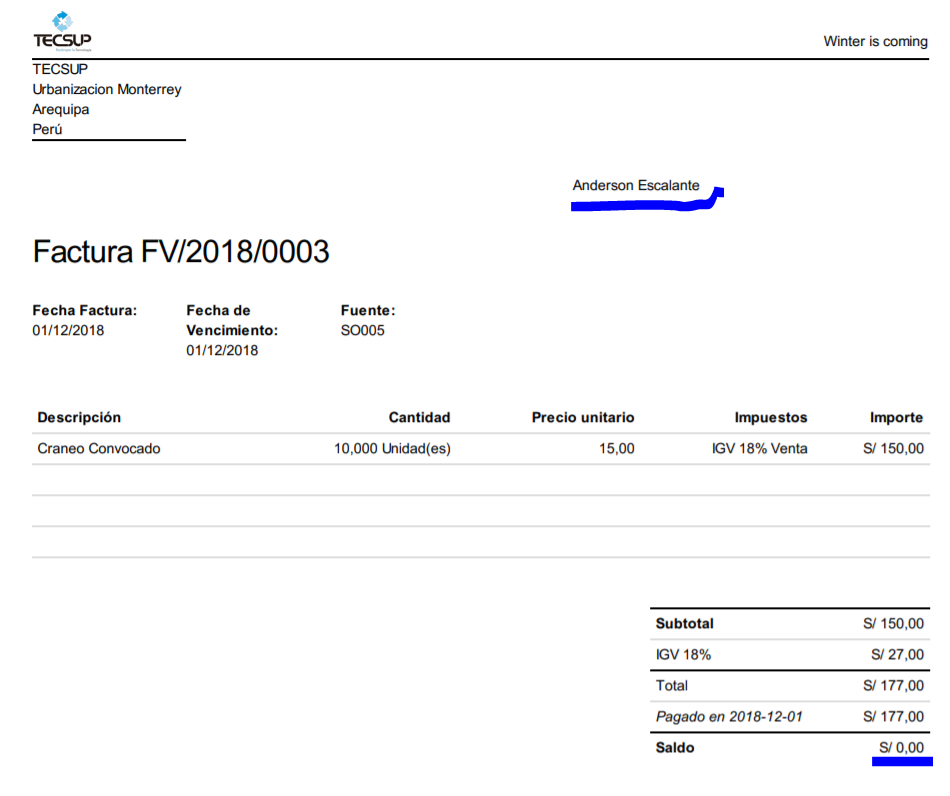 TECSUP
Winter is coming
TECSUP
Urbanizacion Monterrey
Arequipa
Perú
Anderson Escalante
Factura FV/2018/0003
Fecha Factura: Fecha de Vencimiento: Fuente:
01/12/2018 01/12/2018 SO005
Descripción Cantidad Precio unitario Impuestos Importe
Craneo Convocado 10,000 Unidad(es) 15,00 IGV 18% Venta S/ 150,00
Subtotal S/ 150,00
IGV 18% S/ 27,00
Total S/ 177,00
Pagado en 2018-12-01 S/ 177,00
Saldo S/ 0,00